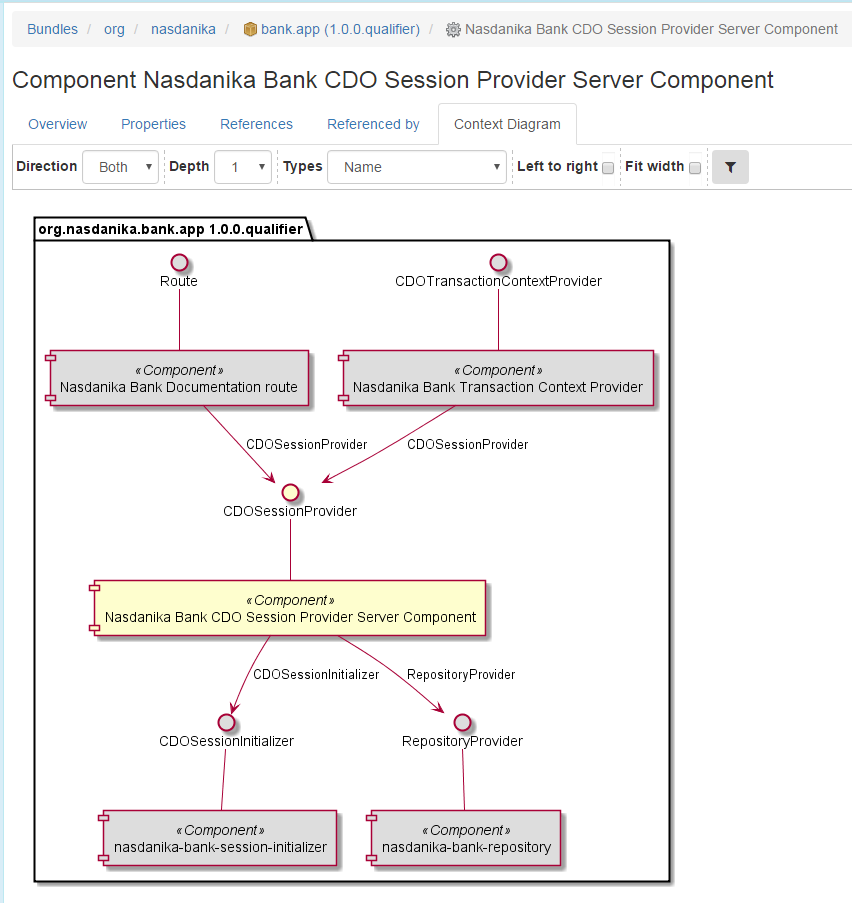 Bundles / org / nasdanika / bank.app (1.0.0.qualifier) / Nasdanika Bank CDO Session Provider Server Component
Component Nasdanika Bank CDO Session Provider Server Component
Overview Properties References Referenced by Context Diagram
Direction Both Depth 1 Types Name Left to right Fit width
org.nasdanika.bank.app 1.0.0.qualifier
Route CDOTransactionContextProvider
«Component» «Component»
Nasdanika Bank Documentation route Nasdanika Bank Transaction Context Provider
CDOSessionProvider CDOSessionProvider
CDOSessionProvider
«Component»
Nasdanika Bank CDO Session Provider Server Component
CDOSessionInitializer RepositoryProvider
CDOSessionInitializer RepositoryProvider
«Component» «Component»
nasdanika-bank-session-initializer nasdanika-bank-repository